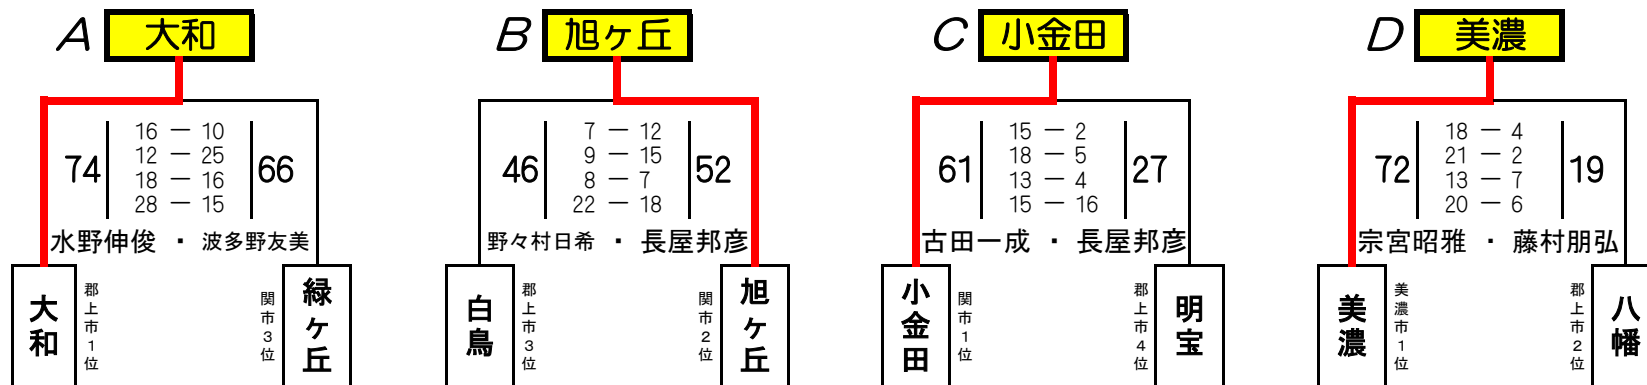 A 大和
74 66
16 ー 10
12 ー 25
18 ー 16
28 ー 15
水野伸俊 ・ 波多野友美
大和
郡上市1位
関市3位
緑ヶ丘
B 旭ヶ丘
46 52
7 ー 12
9 ー 15
8 ー 7
22 ー 18
野々村日希 ・ 長屋邦彦
白鳥
郡上市3位
関市2位
旭ヶ丘
C 小金田
61 27
15 ー 2
18 ー 5
13 ー 4
15 ー 16
古田一成 ・ 長屋邦彦
小金田
関市1位
郡上市4位
明宝
D 美濃
72 19
18 ー 4
21 ー 2
13 ー 7
20 ー 6
宗宮昭雅 ・ 藤村朋弘
美濃
美濃市1位
郡上市2位
八幡